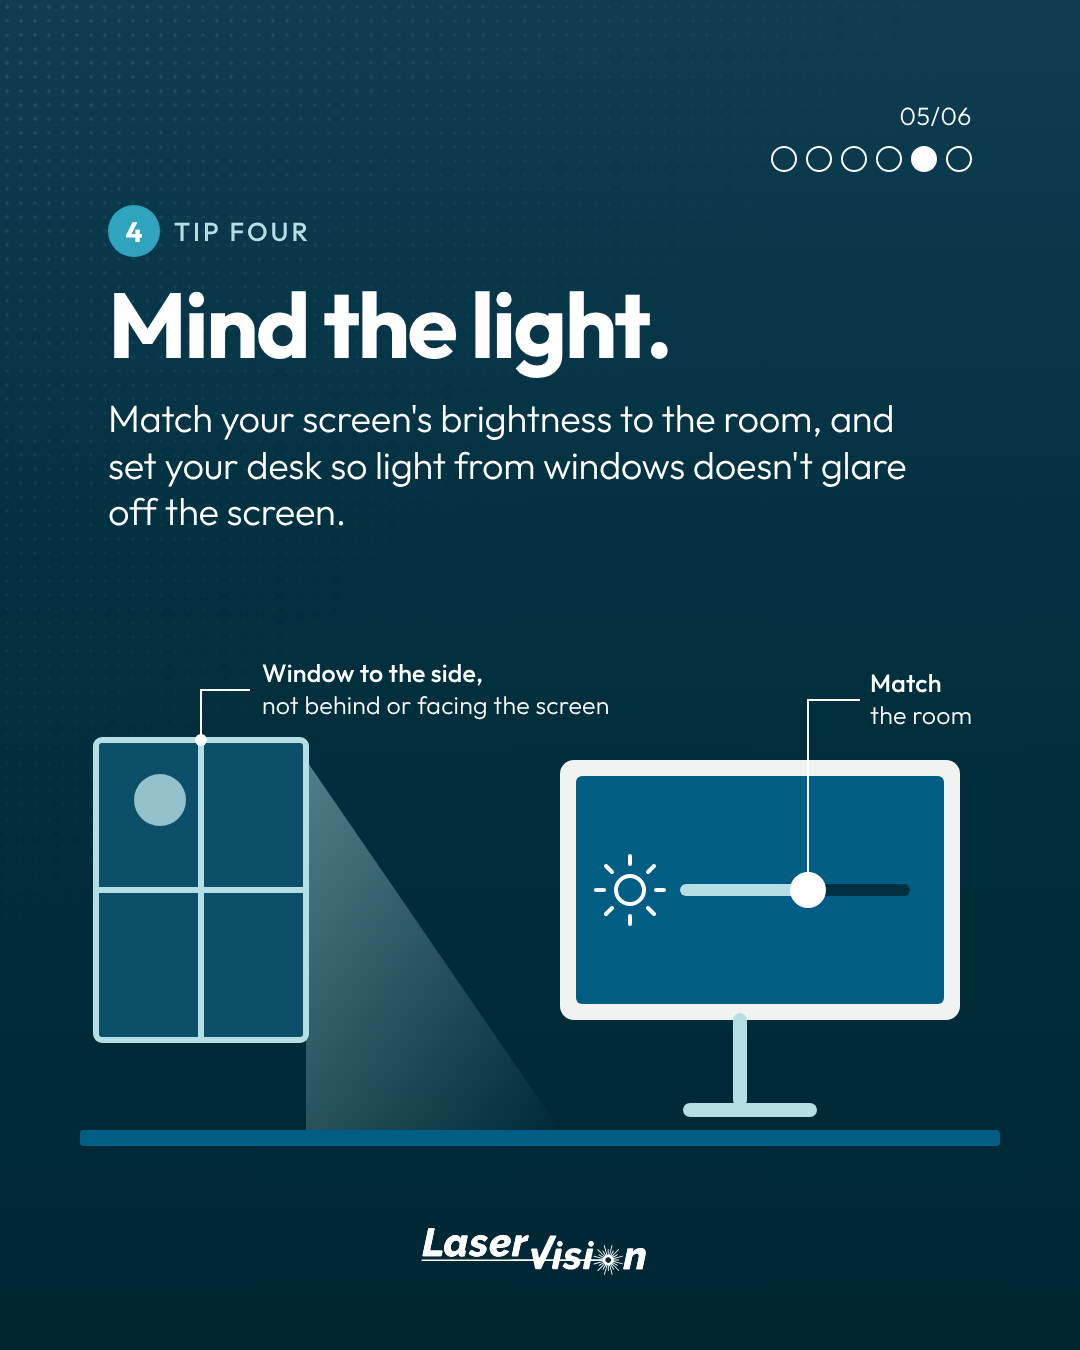 05/06
4 TIP FOUR
Mind the light.
Match your screen's brightness to the room, and
set your desk so light from windows doesn't glare
off the screen.
Window to the side,
not behind or facing the screen
Match
the room
LaserVision